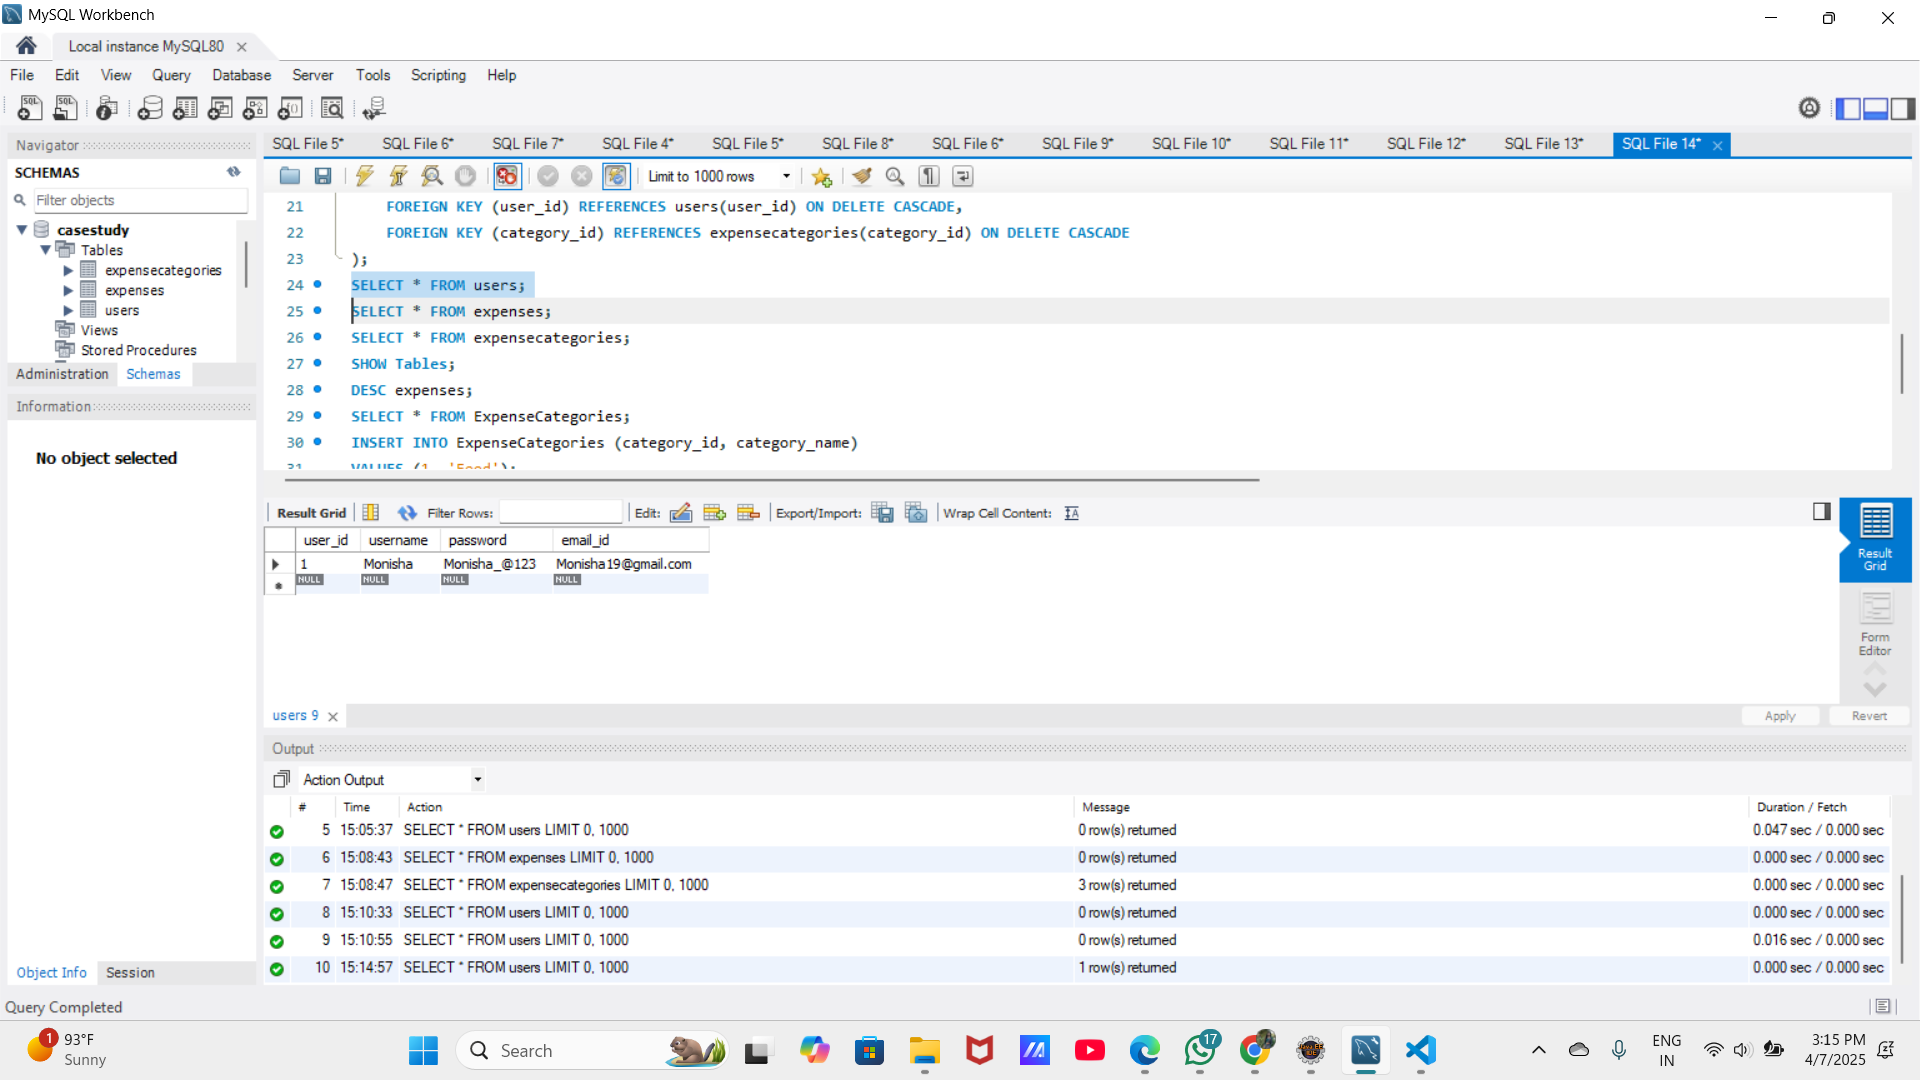 MySQL Workbench
Local instance MySQL80
File Edit View Query Database Server Tools Scripting Help
Navigator
SCHEMAS
Filter objects
casestudy
Tables
expensecategories
expenses
users
Views
Stored Procedures
Administration Schemas
Information
No object selected
Object Info Session
SQL File 5* SQL File 6* SQL File 7* SQL File 4* SQL File 5* SQL File 8* SQL File 6* SQL File 9* SQL File 10* SQL File 11* SQL File 12* SQL File 13* SQL File 14*
Limit to 1000 rows
21 FOREIGN KEY (user_id) REFERENCES users(user_id) ON DELETE CASCADE,
22 FOREIGN KEY (category_id) REFERENCES expensecategories(category_id) ON DELETE CASCADE
23 );
24 SELECT * FROM users;
25 SELECT * FROM expenses;
26 SELECT * FROM expensecategories;
27 SHOW Tables;
28 DESC expenses;
29 SELECT * FROM ExpenseCategories;
30 INSERT INTO ExpenseCategories (category_id, category_name)
31 VALUES (1, 'Food');
Result Grid Filter Rows: Edit: Export/Import: Wrap Cell Content:
user_id username password email_id
1 Monisha Monisha_@123 Monisha19@gmail.com
NULL NULL NULL NULL
Result
Grid
Form
Editor
users 9
Apply Revert
Output
Action Output
# Time Action Message Duration / Fetch
5 15:05:37 SELECT * FROM users LIMIT 0, 1000 0 row(s) returned 0.047 sec / 0.000 sec
6 15:08:43 SELECT * FROM expenses LIMIT 0, 1000 0 row(s) returned 0.000 sec / 0.000 sec
7 15:08:47 SELECT * FROM expensecategories LIMIT 0, 1000 3 row(s) returned 0.000 sec / 0.000 sec
8 15:10:33 SELECT * FROM users LIMIT 0, 1000 0 row(s) returned 0.000 sec / 0.000 sec
9 15:10:55 SELECT * FROM users LIMIT 0, 1000 0 row(s) returned 0.016 sec / 0.000 sec
10 15:14:57 SELECT * FROM users LIMIT 0, 1000 1 row(s) returned 0.000 sec / 0.000 sec
Query Completed
1
93°F
Sunny
Search
17
ENG
IN
3:15 PM
4/7/2025